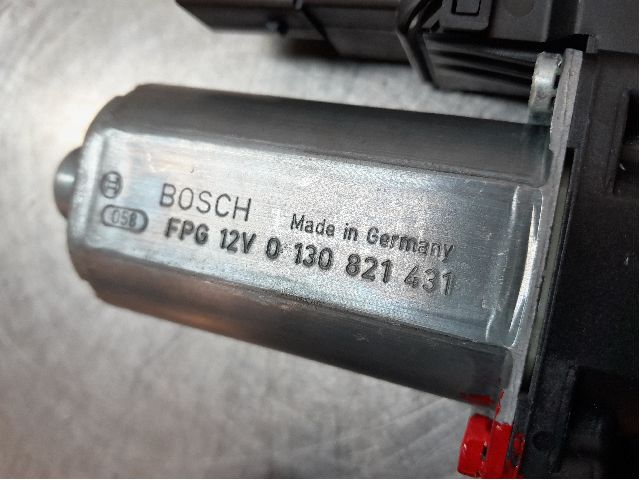 BOSCH Made in Germany
058 FPG 12V 0 130 821 431